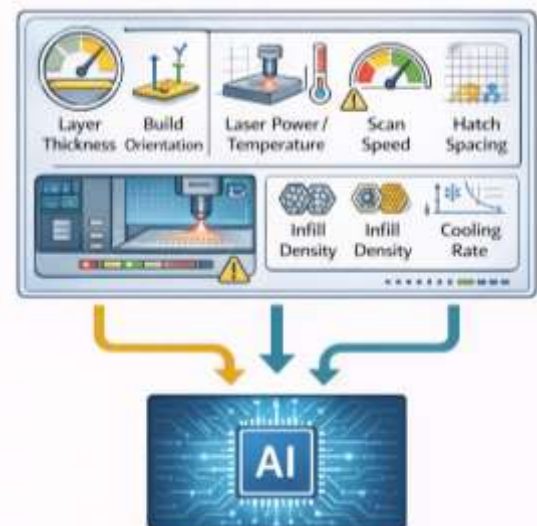 Layer
Thickness
Build
Orientation
Laser Power /
Temperature
Scan
Speed
Hatch
Spacing
Infill
Density
Infill
Density
Cooling
Rate
AI